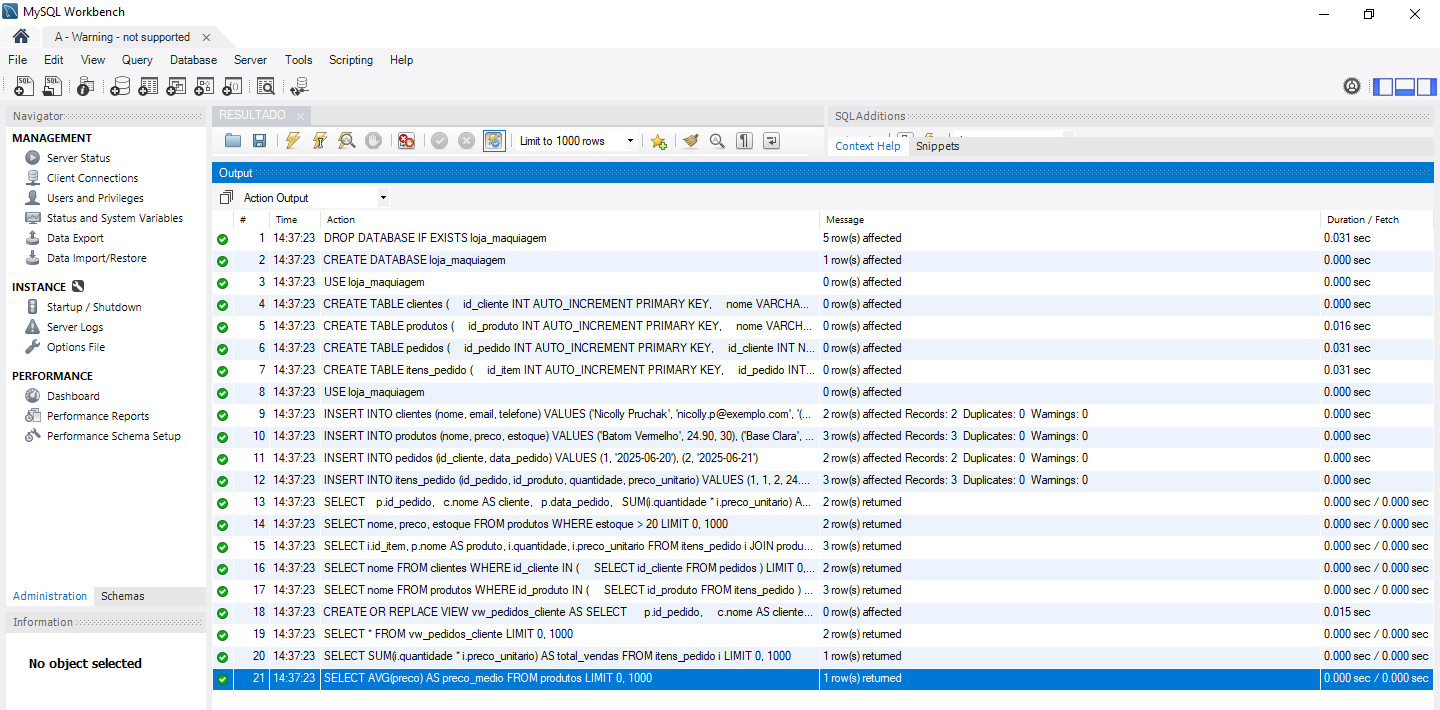 MySQL Workbench
A - Warning - not supported
File Edit View Query Database Server Tools Scripting Help
SQL SQL
Navigator
MANAGEMENT
Server Status
Client Connections
Users and Privileges
Status and System Variables
Data Export
Data Import/Restore
INSTANCE
Startup / Shutdown
Server Logs
Options File
PERFORMANCE
Dashboard
Performance Reports
Performance Schema Setup
Administration Schemas
Information
No object selected
RESULTADO
Limit to 1000 rows
SQLAdditions
Context Help Snippets
Output
Action Output
# Time Action Message Duration / Fetch
1 14:37:23 DROP DATABASE IF EXISTS loja_maquiagem 5 row(s) affected 0.031 sec
2 14:37:23 CREATE DATABASE loja_maquiagem 1 row(s) affected 0.000 sec
3 14:37:23 USE loja_maquiagem 0 row(s) affected 0.000 sec
4 14:37:23 CREATE TABLE clientes ( id_cliente INT AUTO_INCREMENT PRIMARY KEY, nome VARCHA... 0 row(s) affected 0.000 sec
5 14:37:23 CREATE TABLE produtos ( id_produto INT AUTO_INCREMENT PRIMARY KEY, nome VARCH... 0 row(s) affected 0.016 sec
6 14:37:23 CREATE TABLE pedidos ( id_pedido INT AUTO_INCREMENT PRIMARY KEY, id_cliente INT N... 0 row(s) affected 0.031 sec
7 14:37:23 CREATE TABLE itens_pedido ( id_item INT AUTO_INCREMENT PRIMARY KEY, id_pedido INT... 0 row(s) affected 0.031 sec
8 14:37:23 USE loja_maquiagem 0 row(s) affected 0.000 sec
9 14:37:23 INSERT INTO clientes (nome, email, telefone) VALUES ('Nicolly Pruchak', 'nicolly.p@exemplo.com', '(... 2 row(s) affected Records: 2 Duplicates: 0 Warnings: 0 0.000 sec
10 14:37:23 INSERT INTO produtos (nome, preco, estoque) VALUES ('Batom Vermelho', 24.90, 30), ('Base Clara', ... 3 row(s) affected Records: 3 Duplicates: 0 Warnings: 0 0.000 sec
11 14:37:23 INSERT INTO pedidos (id_cliente, data_pedido) VALUES (1, '2025-06-20'), (2, '2025-06-21') 2 row(s) affected Records: 2 Duplicates: 0 Warnings: 0 0.000 sec
12 14:37:23 INSERT INTO itens_pedido (id_pedido, id_produto, quantidade, preco_unitario) VALUES (1, 1, 2, 24.... 3 row(s) affected Records: 3 Duplicates: 0 Warnings: 0 0.000 sec
13 14:37:23 SELECT p.id_pedido, c.nome AS cliente, p.data_pedido, SUM(i.quantidade * i.preco_unitario) A... 2 row(s) returned 0.000 sec / 0.000 sec
14 14:37:23 SELECT nome, preco, estoque FROM produtos WHERE estoque > 20 LIMIT 0, 1000 2 row(s) returned 0.000 sec / 0.000 sec
15 14:37:23 SELECT i.id_item, p.nome AS produto, i.quantidade, i.preco_unitario FROM itens_pedido i JOIN produ... 3 row(s) returned 0.000 sec / 0.000 sec
16 14:37:23 SELECT nome FROM clientes WHERE id_cliente IN ( SELECT id_cliente FROM pedidos ) LIMIT 0,... 2 row(s) returned 0.000 sec / 0.000 sec
17 14:37:23 SELECT nome FROM produtos WHERE id_produto IN ( SELECT id_produto FROM itens_pedido ) ... 3 row(s) returned 0.000 sec / 0.000 sec
18 14:37:23 CREATE OR REPLACE VIEW vw_pedidos_cliente AS SELECT p.id_pedido, c.nome AS cliente... 0 row(s) affected 0.015 sec
19 14:37:23 SELECT * FROM vw_pedidos_cliente LIMIT 0, 1000 2 row(s) returned 0.000 sec / 0.000 sec
20 14:37:23 SELECT SUM(i.quantidade * i.preco_unitario) AS total_vendas FROM itens_pedido i LIMIT 0, 1000 1 row(s) returned 0.000 sec / 0.000 sec
21 14:37:23 SELECT AVG(preco) AS preco_medio FROM produtos LIMIT 0, 1000 1 row(s) returned 0.000 sec / 0.000 sec